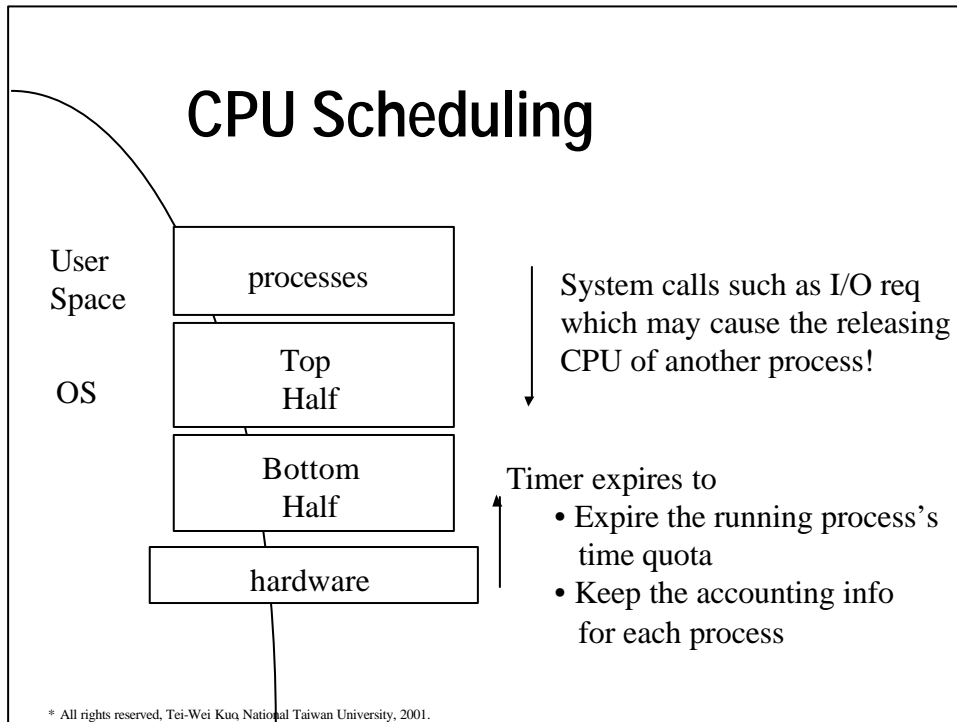 CPU Scheduling
User
Space
processes
System calls such as I/O req
which may cause the releasing
CPU of another process!
OS
Top
Half
Bottom
Half
Timer expires to
• Expire the running process's
time quota
• Keep the accounting info
for each process
hardware
* All rights reserved, Tei-Wei Kuo, National Taiwan University, 2001.